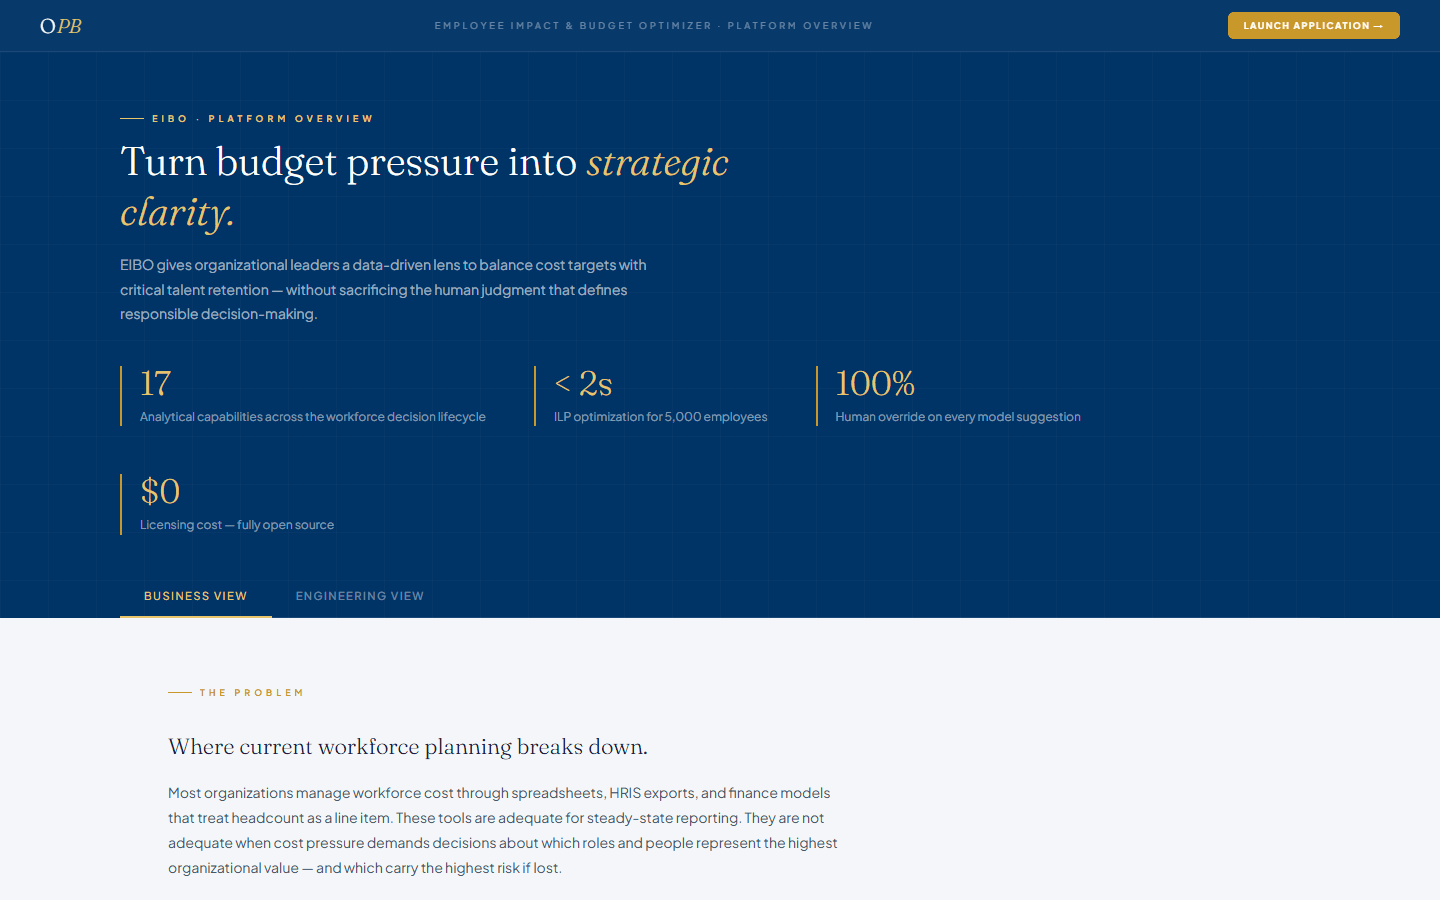 OPB
EMPLOYEE IMPACT & BUDGET OPTIMIZER · PLATFORM OVERVIEW
LAUNCH APPLICATION →
EIBO · PLATFORM OVERVIEW
Turn budget pressure into strategic
clarity.
EIBO gives organizational leaders a data-driven lens to balance cost targets with
critical talent retention — without sacrificing the human judgment that defines
responsible decision-making.
17
Analytical capabilities across the workforce decision lifecycle
< 2s
ILP optimization for 5,000 employees
100%
Human override on every model suggestion
$0
Licensing cost — fully open source
BUSINESS VIEW
ENGINEERING VIEW
THE PROBLEM
Where current workforce planning breaks down.
Most organizations manage workforce cost through spreadsheets, HRIS exports, and finance models
that treat headcount as a line item. These tools are adequate for steady-state reporting. They are not
adequate when cost pressure demands decisions about which roles and people represent the highest
organizational value — and which carry the highest risk if lost.